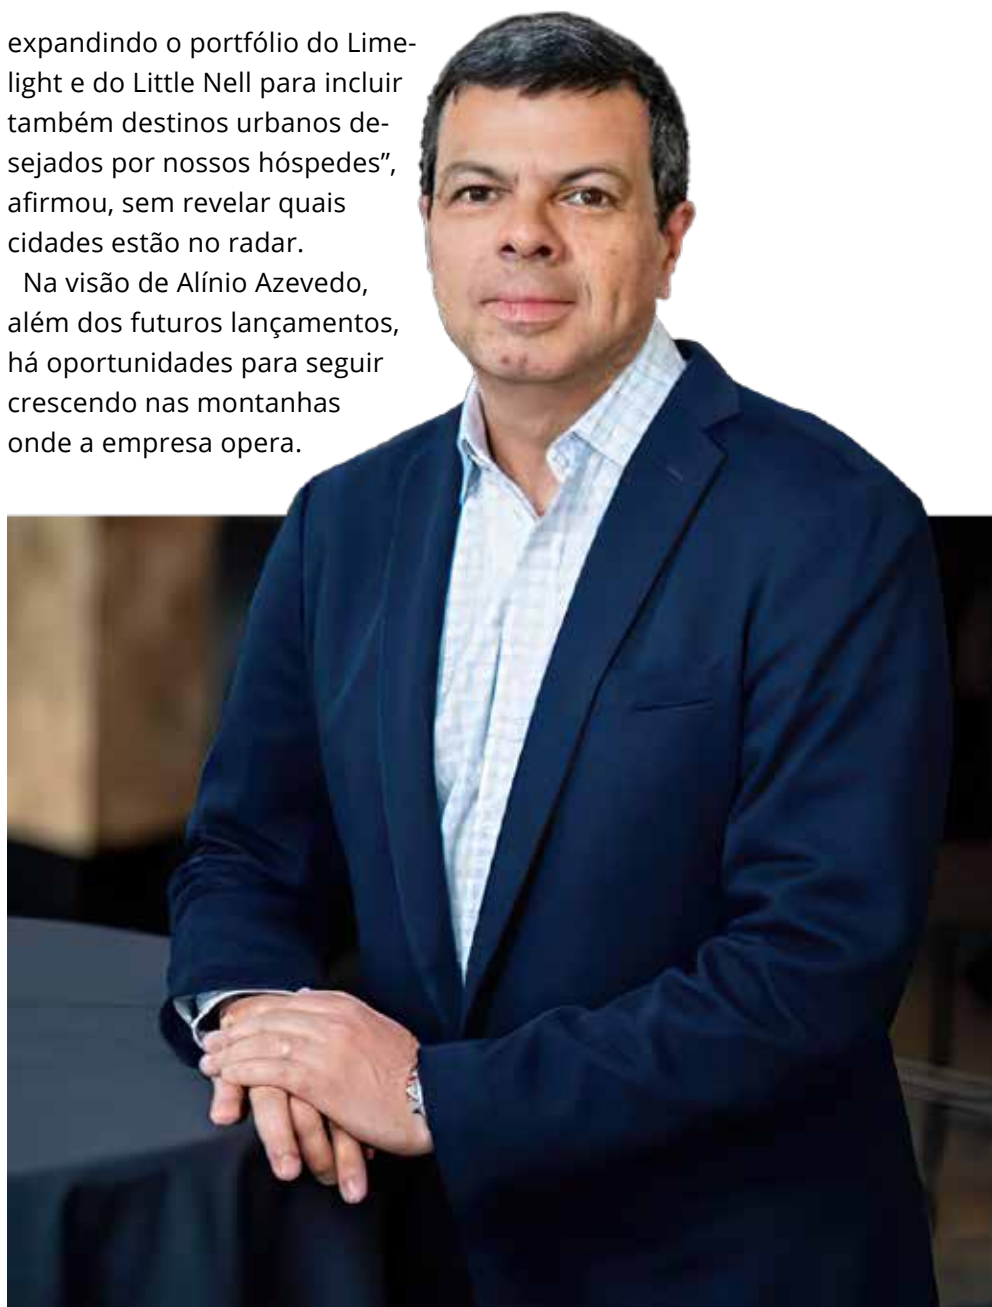 expandindo o portfólio do Lime-
light e do Little Nell para incluir
também destinos urbanos de-
sejados por nossos hóspedes”,
afirmou, sem revelar quais
cidades estão no radar.
Na visão de Alínio Azevedo,
além dos futuros lançamentos,
há oportunidades para seguir
crescendo nas montanhas
onde a empresa opera.